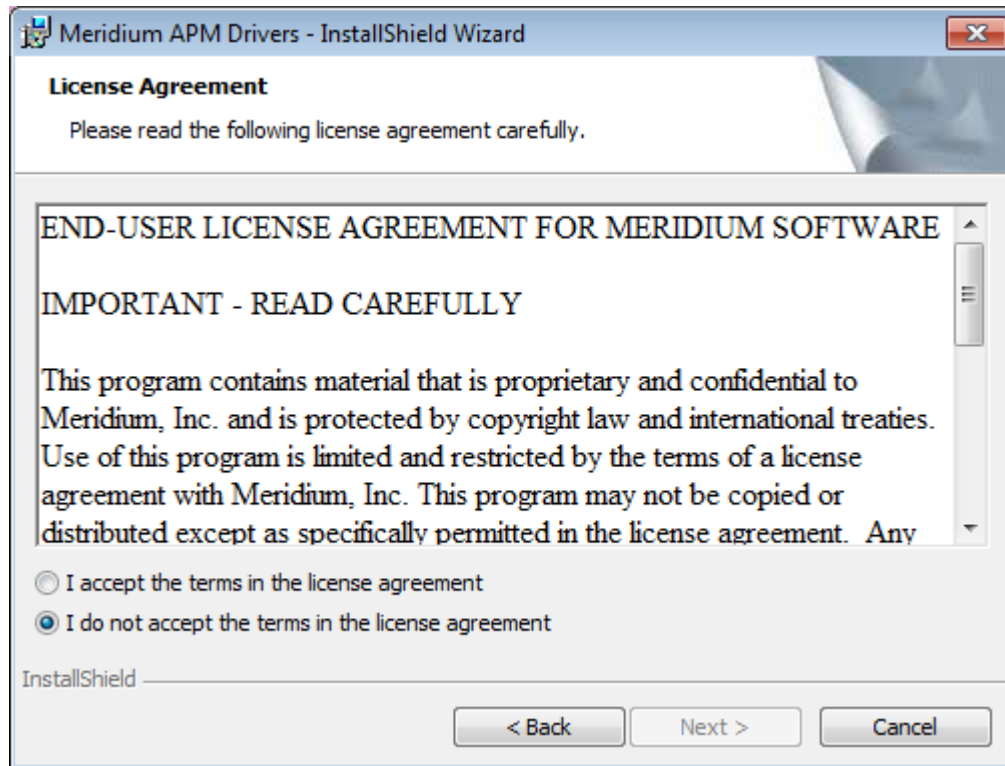 Meridium APM Drivers - InstallShield Wizard
License Agreement
Please read the following license agreement carefully.
END-USER LICENSE AGREEMENT FOR MERIDIUM SOFTWARE
IMPORTANT - READ CAREFULLY
This program contains material that is proprietary and confidential to
Meridium, Inc. and is protected by copyright law and international treaties.
Use of this program is limited and restricted by the terms of a license
agreement with Meridium, Inc. This program may not be copied or
distributed except as specifically permitted in the license agreement.  Any
I accept the terms in the license agreement
I do not accept the terms in the license agreement
InstallShield
< Back
Next >
Cancel